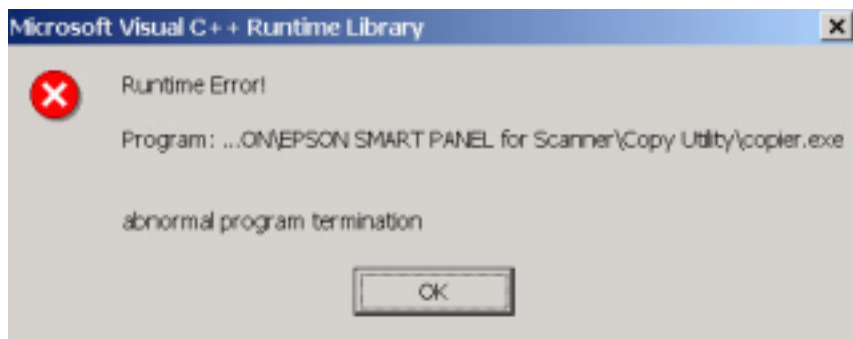 Microsoft Visual C++ Runtime Library
Runtime Error!
Program: ...ON\EPSON SMART PANEL for Scanner\Copy Utility\copier.exe
abnormal program termination
OK